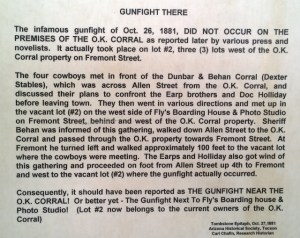 GUNFIGHT THERE
The infamous gunfight of Oct. 26, 1881, DID NOT OCCUR ON THE
PREMISES OF THE O.K. CORRAL as reported later by various press and
novelists. It actually took place on lot #2, three (3) lots west of the O.K.
Corral property on Fremont Street.
The four cowboys met in front of the Dunbar & Behan Corral (Dexter
Stables), which was across Allen Street from the O.K. Corral, and
discussed their plans to confront the Earp brothers and Doc Holliday
before leaving town. They then went in various directions and met up in
the vacant lot (#2) on the west side of Fly's Boarding House & Photo Studio
on Fremont Street, behind and west of the O.K. Corral property. Sheriff
Behan was informed of this gathering, walked down Allen Street to the O.K.
Corral and passed through the O.K. property towards Fremont Street. At
Fremont he turned left and walked approximately 100 feet to the vacant lot
where the cowboys were meeting. The Earps and Holliday also got wind of
this gathering and proceeded on foot from Allen Street up 4th to Fremont
and west to the vacant lot (#2) where the gunfight actually occurred.
Consequently, it should have been reported as THE GUNFIGHT NEAR THE
O.K. CORRAL! Or better yet - The Gunfight Next To Fly's Boarding house &
Photo Studio! (Lot #2 now belongs to the current owners of the O.K.
Corral)
Tombstone Epitaph, Oct. 27,1881
Arizona Historical Society, Tucson
Carl Chafin, Research Historian